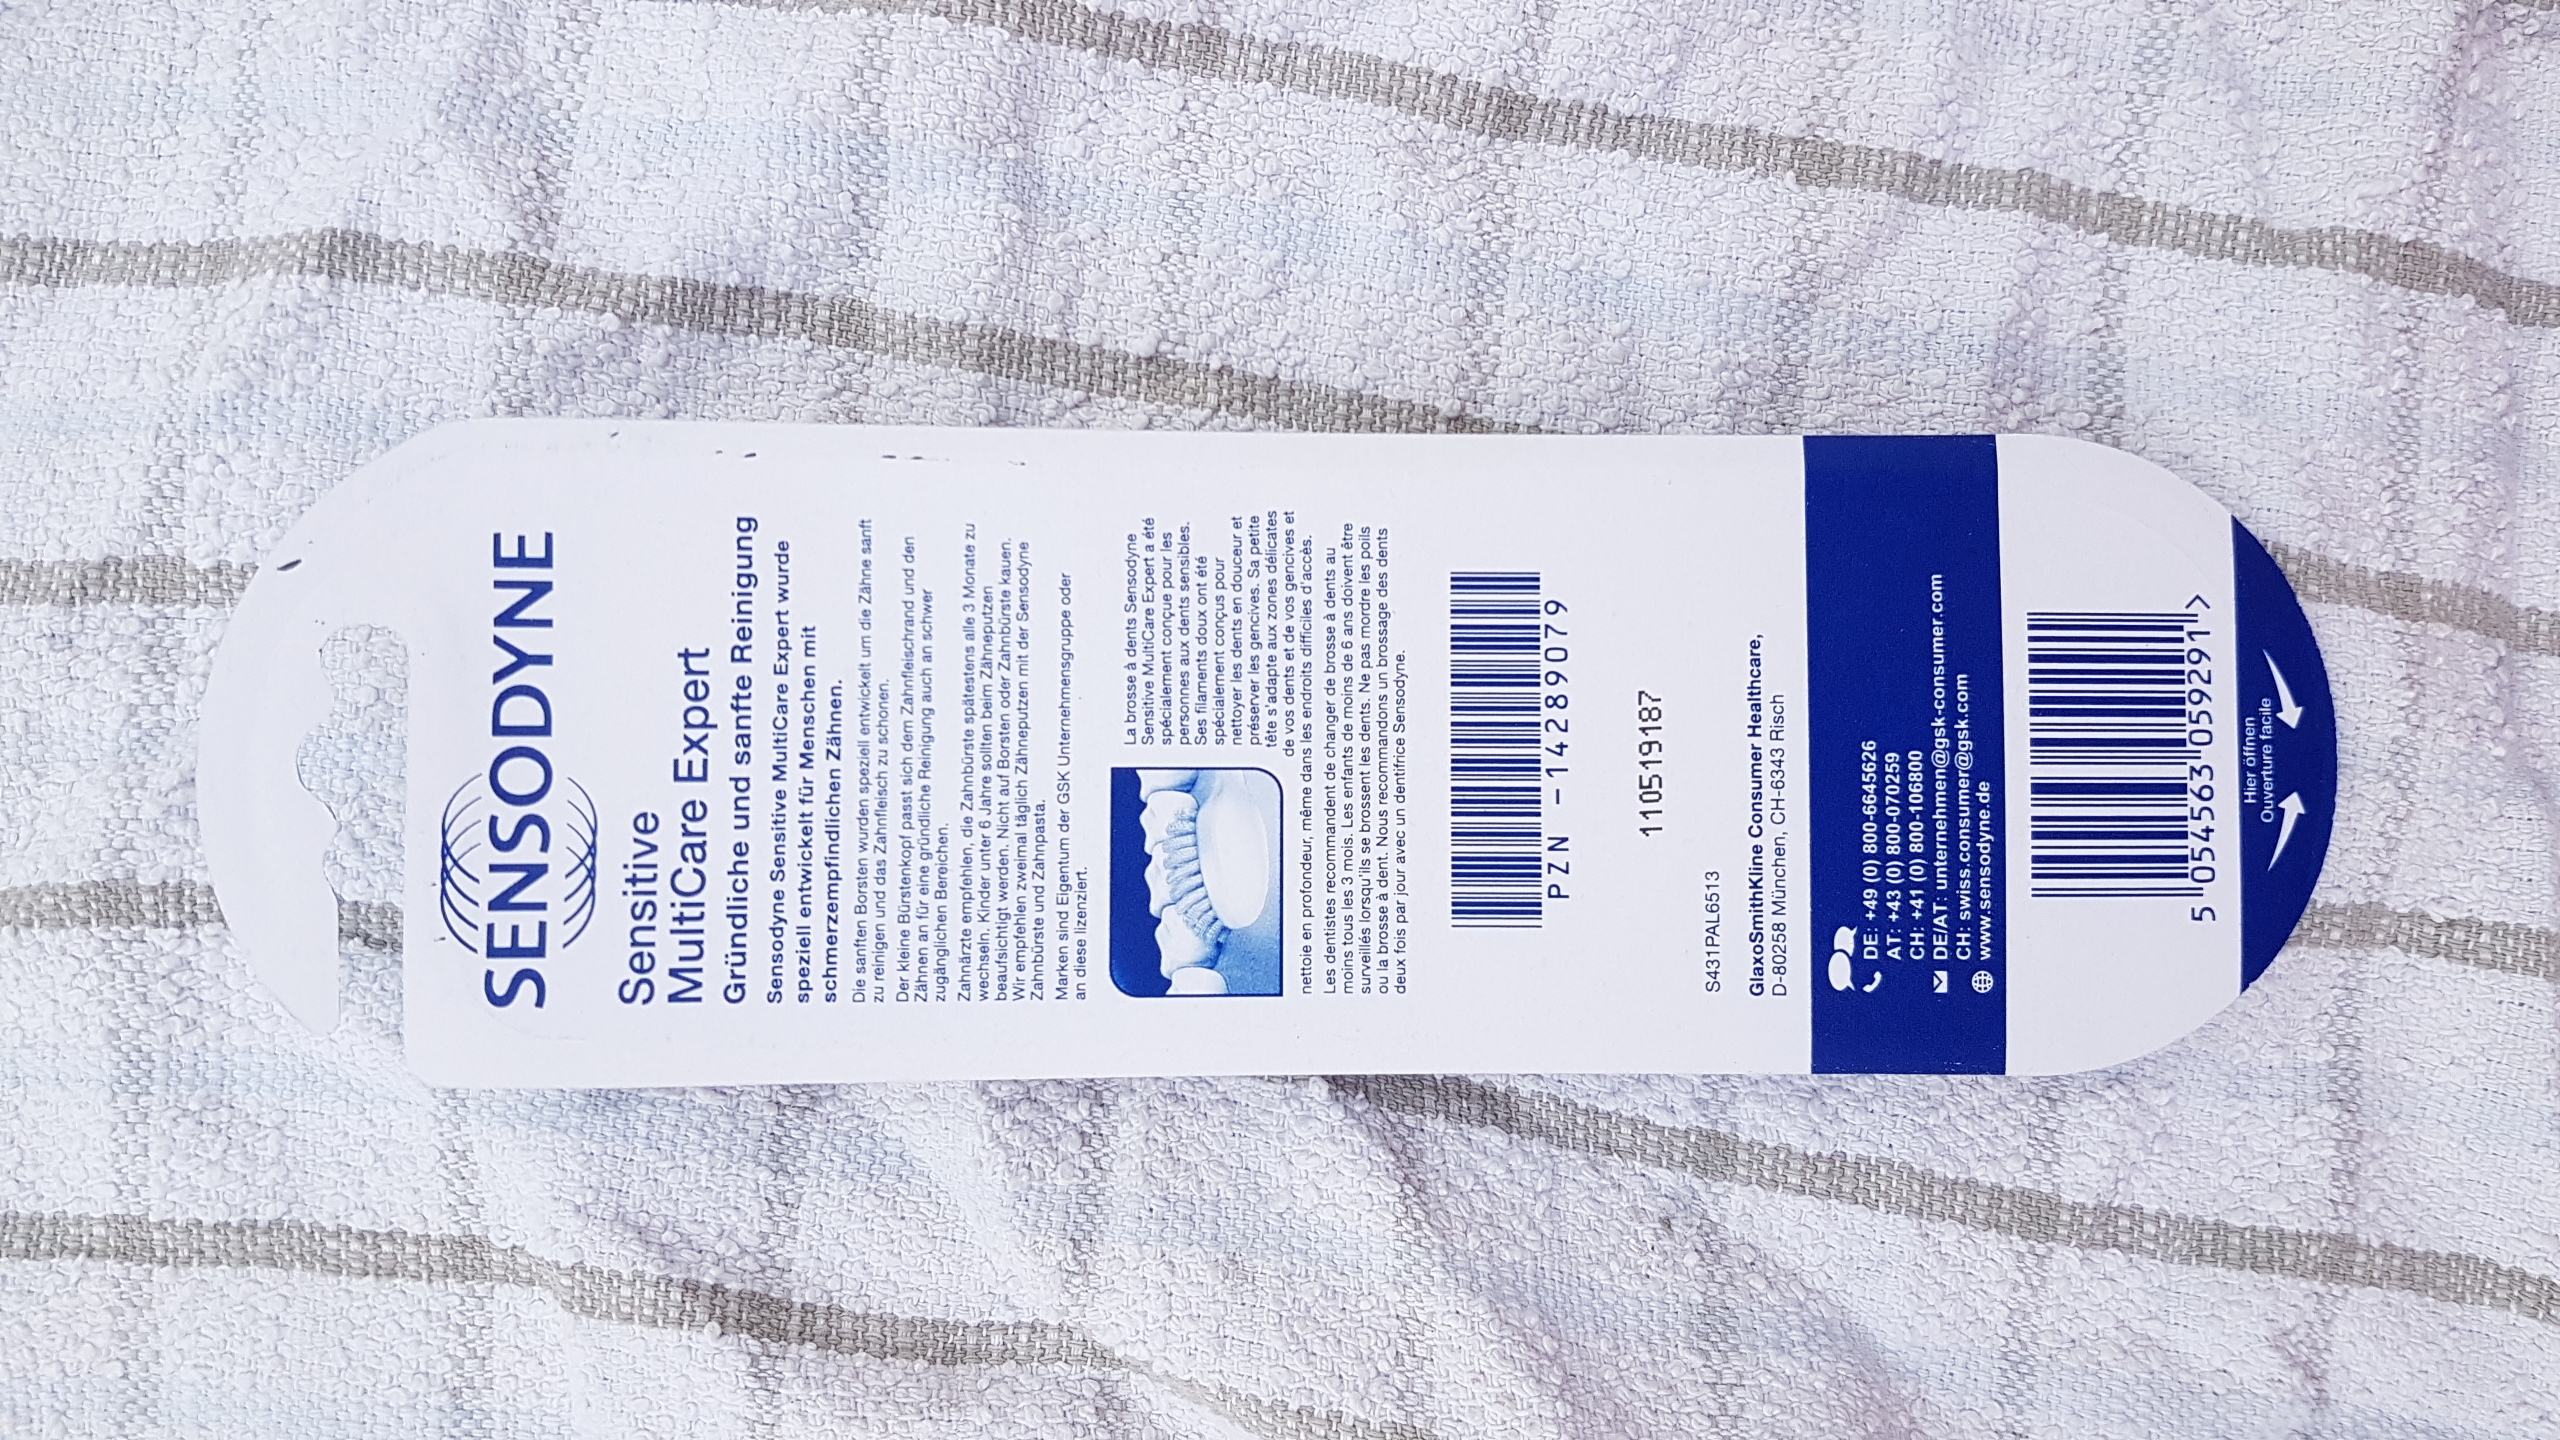 SENSODYNE
Sensitive
MultiCare Expert
Gründliche und sanfte Reinigung
Sensodyne Sensitive MultiCare Expert wurde
speziell entwickelt für Menschen mit
schmerzempfindlichen Zähnen.
Die sanften Borsten wurden speziell entwickelt um die Zähne sanft
zu reinigen und das Zahnfleisch zu schonen.
Der kleine Bürstenkopf passt sich dem Zahnfleischrand und den
Zähnen an für eine gründliche Reinigung auch an schwer
zugänglichen Bereichen.
Zahnärzte empfehlen, die Zahnbürste spätestens alle 3 Monate zu
wechseln. Kinder unter 6 Jahre sollten beim Zähneputzen
beaufsichtigt werden. Nicht auf Borsten oder Zahnbürste kauen.
Wir empfehlen zweimal täglich Zähneputzen mit der Sensodyne
Zahnbürste und Zahnpasta.
Marken sind Eigentum der GSK Unternehmensgruppe oder
an diese lizenziert.
La brosse à dents Sensodyne
Sensitive MultiCare Expert a été
spécialement conçue pour les
personnes aux dents sensibles.
Ses filaments doux ont été
spécialement conçus pour
nettoyer les dents en douceur et
préserver les gencives. Sa petite
tête s'adapte aux zones délicates
de vos dents et de vos gencives et
nettoie en profondeur, même dans les endroits difficiles d'accès.
Les dentistes recommandent de changer de brosse à dents au
moins tous les 3 mois. Les enfants de moins de 6 ans doivent être
surveillés lorsqu'ils se brossent les dents. Ne pas mordre les poils
ou la brosse à dent. Nous recommandons un brossage des dents
deux fois par jour avec un dentifrice Sensodyne.
PZN -14289079
110519187
S431PAL6513
GlaxoSmithKline Consumer Healthcare,
D-80258 München, CH-6343 Risch
DE: +49 (0) 800-6645626
AT: +43 (0) 800-070259
CH: +41 (0) 800-106800
DE/AT: unternehmen@gsk-consumer.com
CH: swiss.consumer@gsk.com
www.sensodyne.de
5 054563 059291 >
Hier öffnen
Ouverture facile